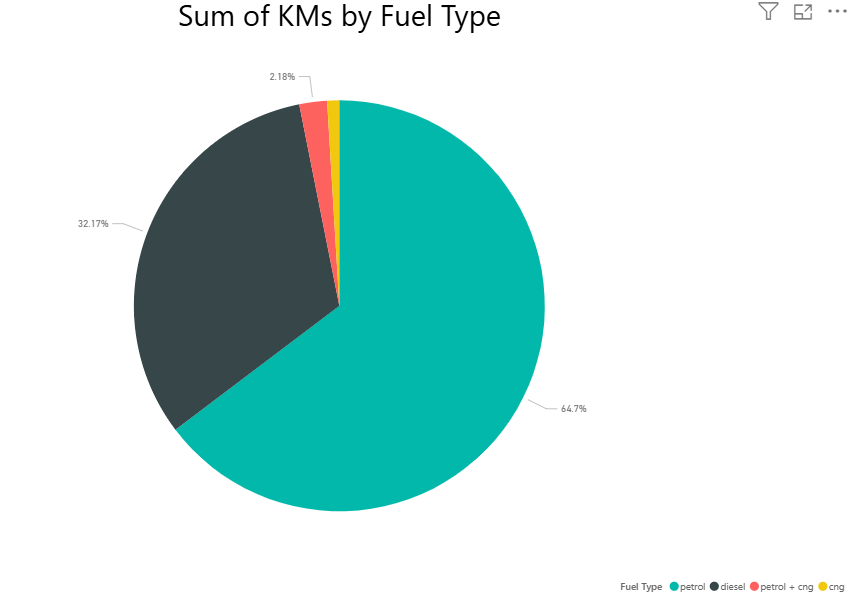 Sum of KMs by Fuel Type
2.18%
32.17%
64.7%
Fuel Type petrol diesel petrol + cng cng